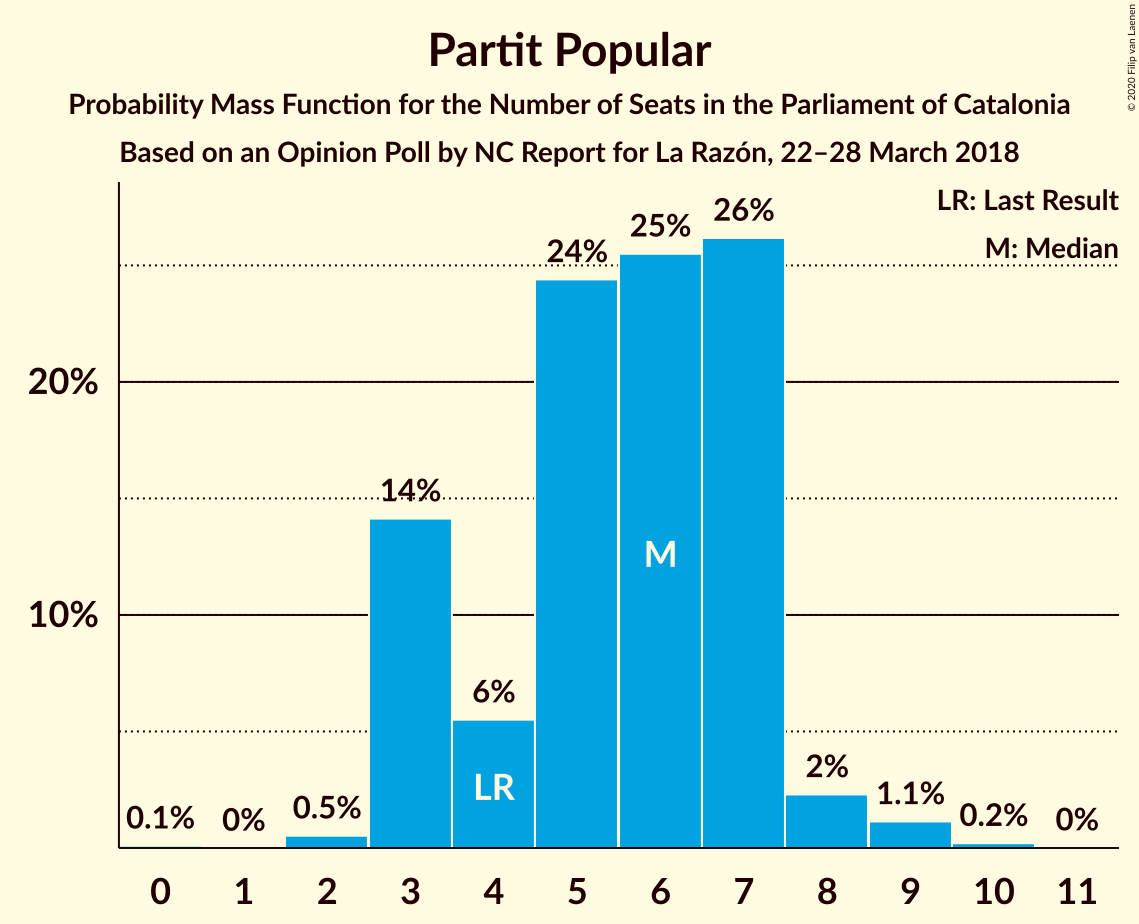 Partit Popular
Probability Mass Function for the Number of Seats in the Parliament of Catalonia
Based on an Opinion Poll by NC Report for La Razón, 22–28 March 2018
© 2020 Filip van Laenen
LR: Last Result
M: Median
26%
25%
24%
20%
14%
M
10%
6%
LR
2%
1.1%
0.1%
0%
0.5%
0.2%
0%
0 1 2 3 4 5 6 7 8 9 10 11